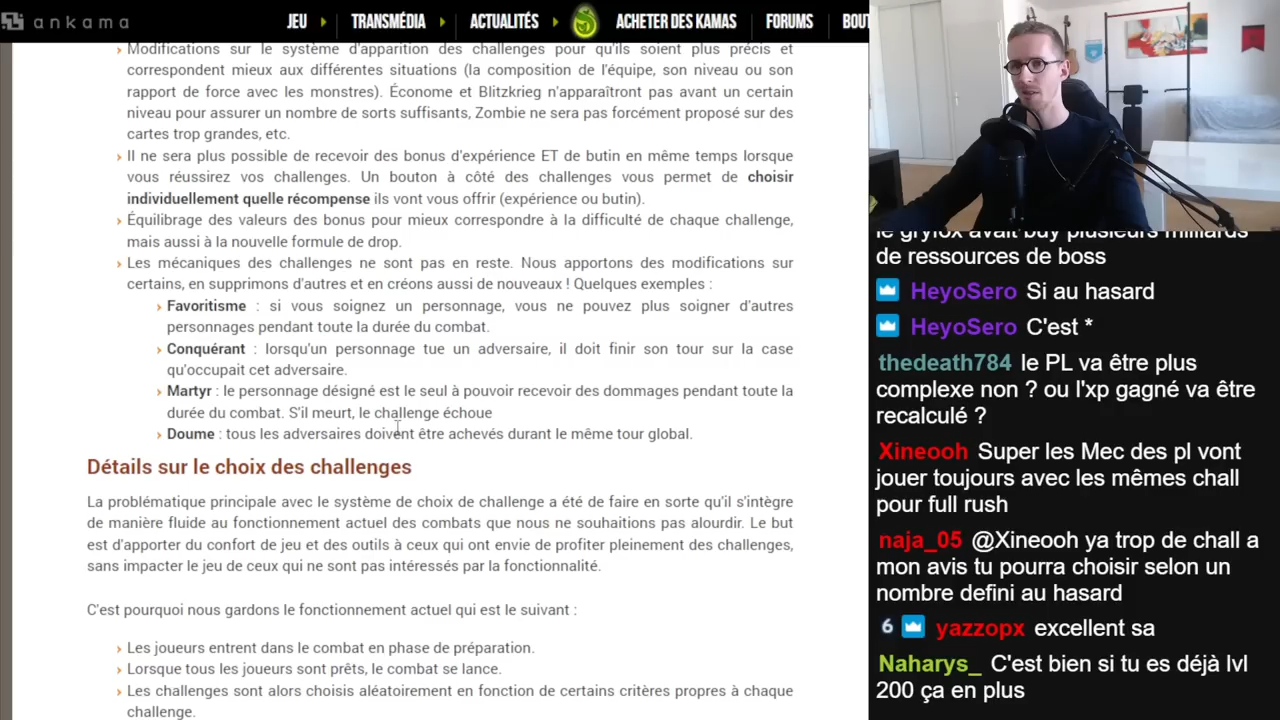 ankama
JEU TRANSMÉDIA ACTUALITÉS ACHETER DES KAMAS FORUMS BOUT
Modifications sur le système d'apparition des challenges pour qu'ils soient plus précis et
correspondent mieux aux différentes situations (la composition de l'équipe, son niveau ou son
rapport de force avec les monstres). Économe et Blitzkrieg n'apparaîtront pas avant un certain
niveau pour assurer un nombre de sorts suffisants, Zombie ne sera pas forcément proposé sur des
cartes trop grandes, etc.
Il ne sera plus possible de recevoir des bonus d'expérience ET de butin en même temps lorsque
vous réussirez vos challenges. Un bouton à côté des challenges vous permet de choisir
individuellement quelle récompense ils vont vous offrir (expérience ou butin).
Équilibrage des valeurs des bonus pour mieux correspondre à la difficulté de chaque challenge,
mais aussi à la nouvelle formule de drop.
Les mécaniques des challenges ne sont pas en reste. Nous apportons des modifications sur
certains, en supprimons d'autres et en créons aussi de nouveaux ! Quelques exemples :
Favoritisme : si vous soignez un personnage, vous ne pouvez plus soigner d'autres
personnages pendant toute la durée du combat.
Conquérant : lorsqu'un personnage tue un adversaire, il doit finir son tour sur la case
qu'occupait cet adversaire.
Martyr : le personnage désigné est le seul à pouvoir recevoir des dommages pendant toute la
durée du combat. S'il meurt, le challenge échoue
Doume : tous les adversaires doivent être achevés durant le même tour global.
Détails sur le choix des challenges
La problématique principale avec le système de choix de challenge a été de faire en sorte qu'il s'intègre
de manière fluide au fonctionnement actuel des combats que nous ne souhaitions pas alourdir. Le but
est d'apporter du confort de jeu et des outils à ceux qui ont envie de profiter pleinement des challenges,
sans impacter le jeu de ceux qui ne sont pas intéressés par la fonctionnalité.
C'est pourquoi nous gardons le fonctionnement actuel qui est le suivant :
Les joueurs entrent dans le combat en phase de préparation.
Lorsque tous les joueurs sont prêts, le combat se lance.
Les challenges sont alors choisis aléatoirement en fonction de certains critères propres à chaque
challenge.
le gryfox avait buy plusieurs milliards
de ressources de boss
HeyoSero Si au hasard
HeyoSero C'est *
thedeath784 le PL va être plus
complexe non ? ou l'xp gagné va être
recalculé ?
Xineooh Super les Mec des pl vont
jouer toujours avec les mêmes chall
pour full rush
naja_05 @Xineooh ya trop de chall a
mon avis tu pourra choisir selon un
nombre defini au hasard
6 yazzopx excellent sa
Naharys_ C'est bien si tu es déjà lvl
200 ça en plus